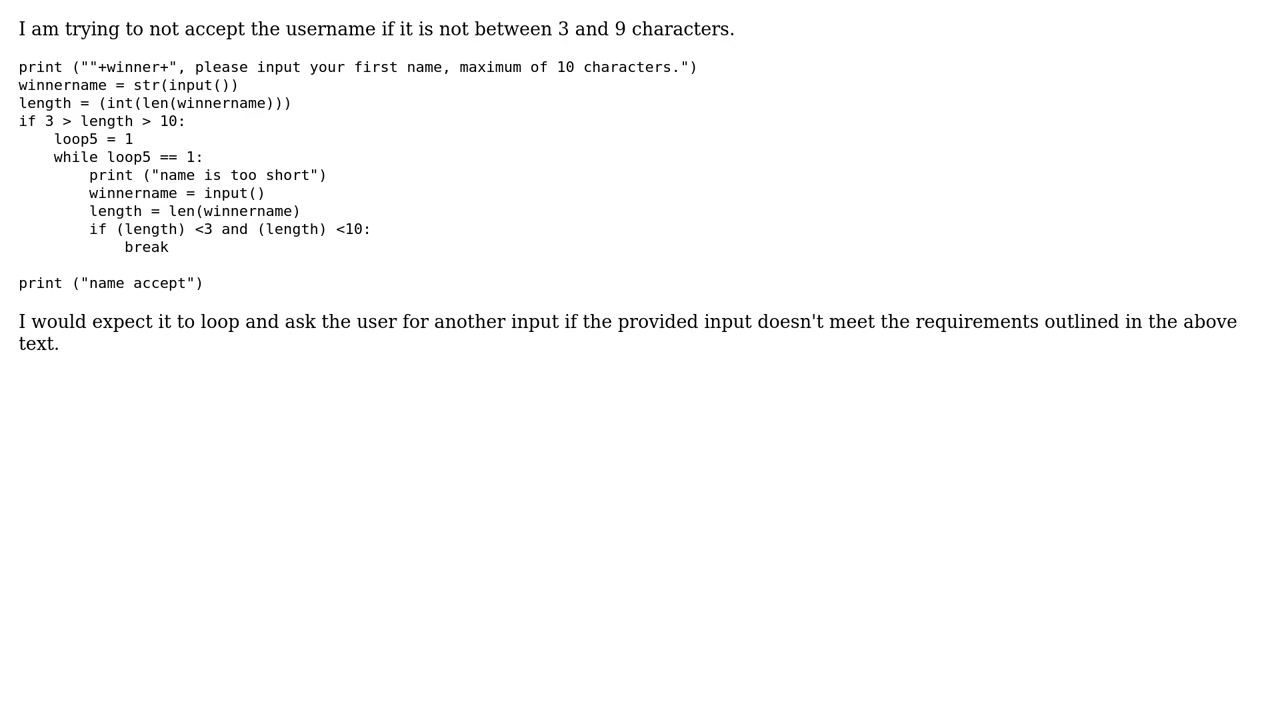 I am trying to not accept the username if it is not between 3 and 9 characters.
print (""+winner+", please input your first name, maximum of 10 characters.")
winnername = str(input())
length = (int(len(winnername)))
if 3 > length > 10:
    loop5 = 1
    while loop5 == 1:
        print ("name is too short")
        winnername = input()
        length = len(winnername)
        if (length) <3 and (length) <10:
            break
print ("name accept")
I would expect it to loop and ask the user for another input if the provided input doesn't meet the requirements outlined in the above
text.